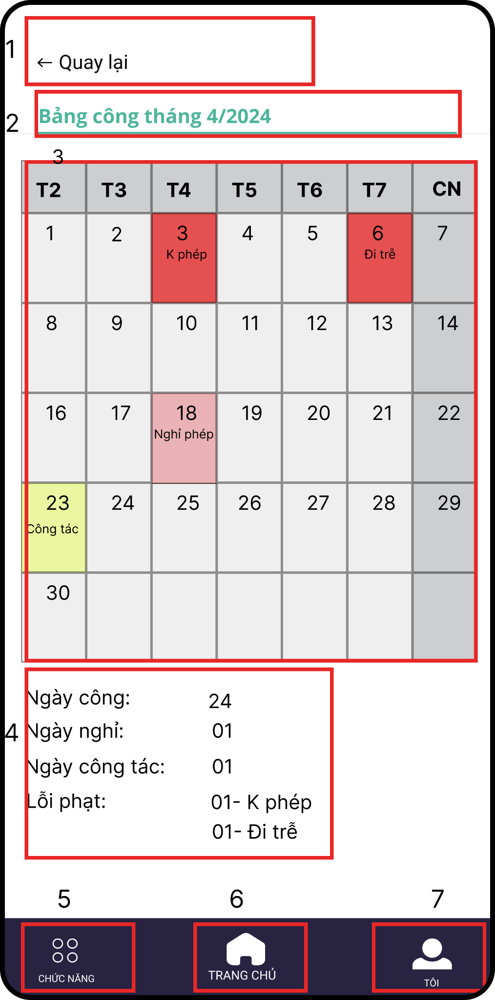 1
← Quay lại
2
Bảng công tháng 4/2024
3
T2 T3 T4 T5 T6 T7 CN
1 2 3 4 5 6 7
K phép Đi trễ
8 9 10 11 12 13 14
16 17 18 19 20 21 22
Nghỉ phép
23 24 25 26 27 28 29
Công tác
30
4
Ngày công: 24
Ngày nghỉ: 01
Ngày công tác: 01
Lỗi phạt: 01- K phép
01- Đi trễ
5 6 7
CHỨC NĂNG TRANG CHỦ TÔI